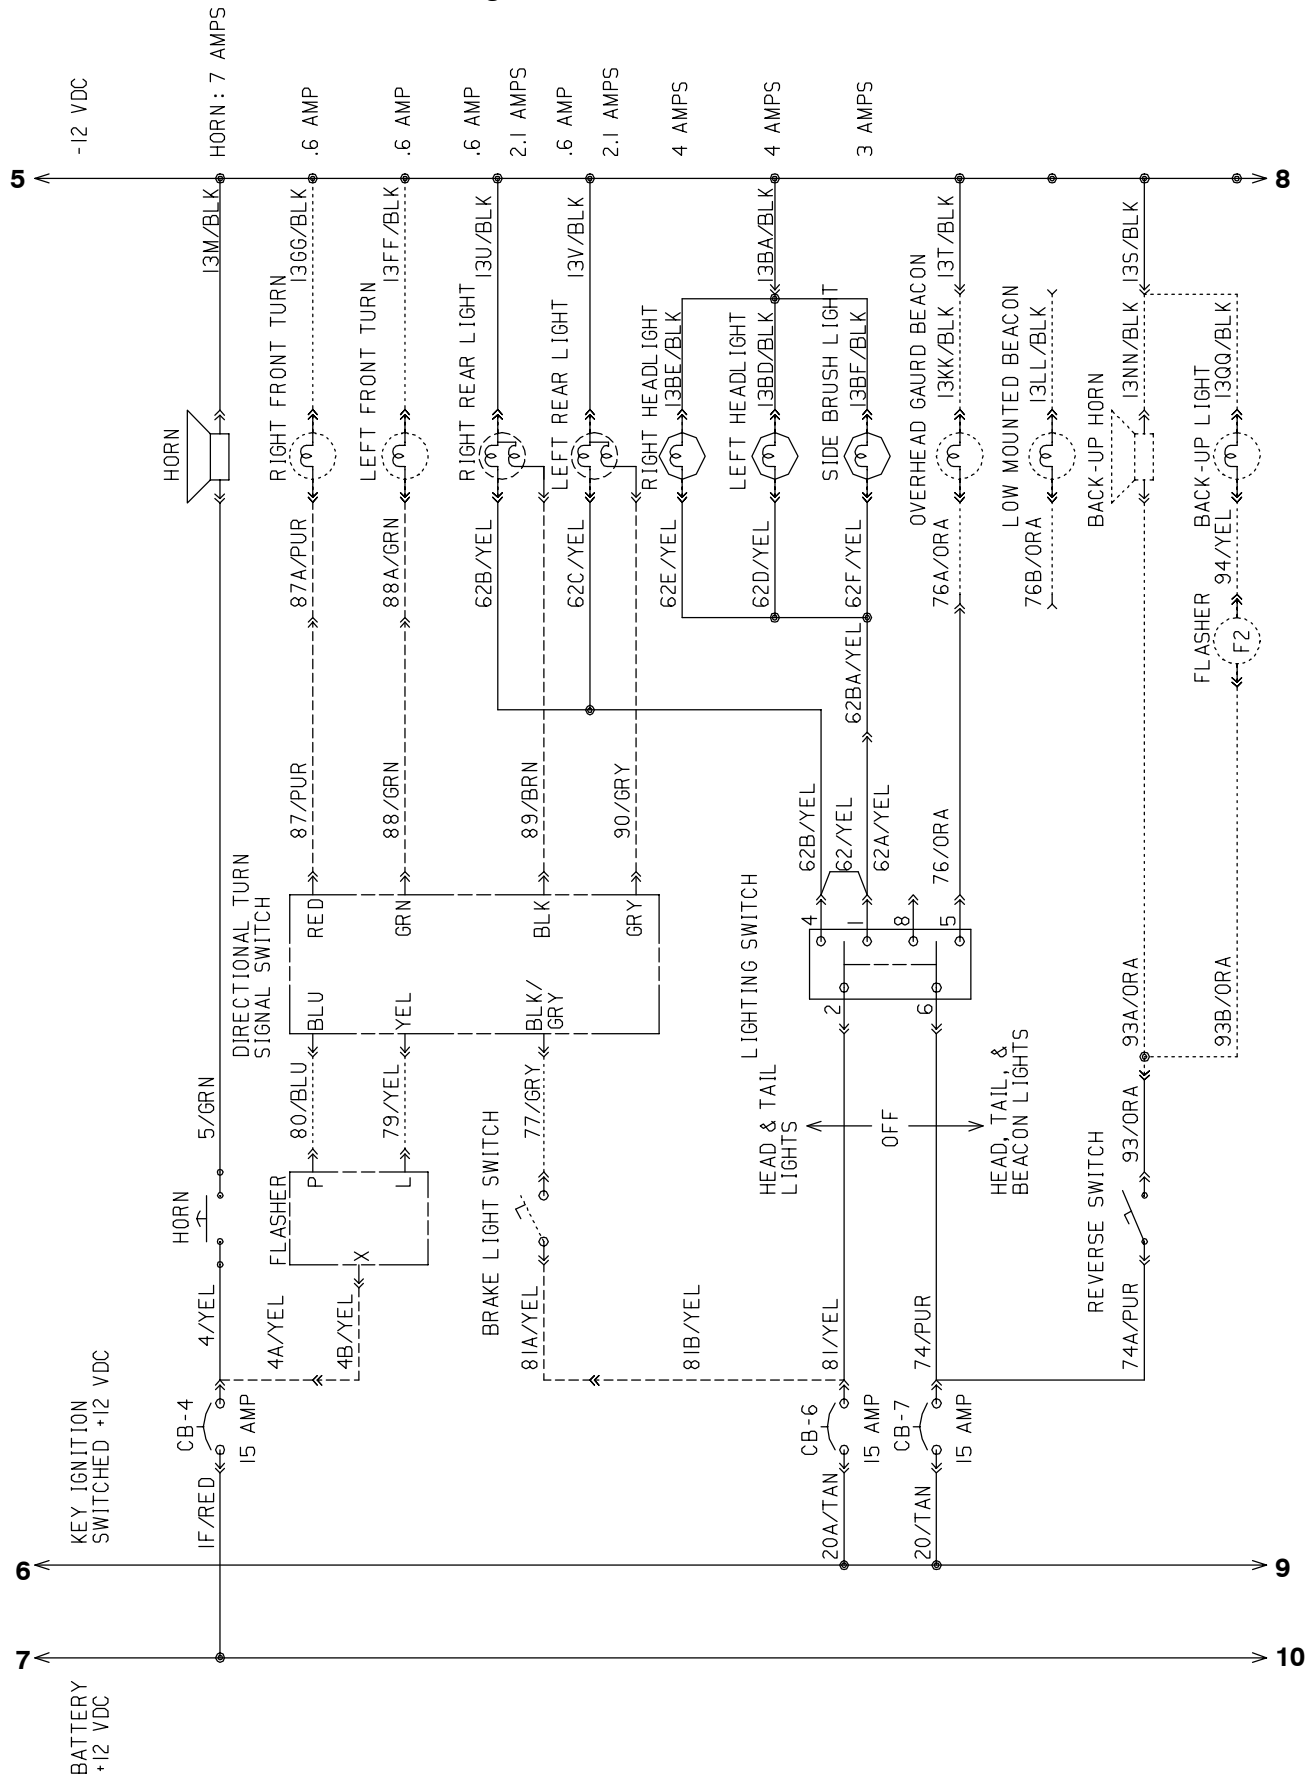 -12 VDC
HORN: 7 AMPS
.6 AMP
.6 AMP
.6 AMP
2.1 AMPS
.6 AMP
2.1 AMPS
4 AMPS
4 AMPS
3 AMPS
5
8
13M/BLK
13GG/BLK
13FF/BLK
13U/BLK
13V/BLK
13BA/BLK
13T/BLK
13S/BLK
13BE/BLK
13BD/BLK
13BF/BLK
13KK/BLK
13LL/BLK
13NN/BLK
13QQ/BLK
HORN
RIGHT FRONT TURN
LEFT FRONT TURN
RIGHT REAR LIGHT
LEFT REAR LIGHT
RIGHT HEADLIGHT
LEFT HEADLIGHT
SIDE BRUSH LIGHT
OVERHEAD GAURD BEACON
LOW MOUNTED BEACON
BACK-UP HORN
BACK-UP LIGHT
87A/PUR
88A/GRN
62B/YEL
62C/YEL
62E/YEL
62D/YEL
62F/YEL
76A/ORA
76B/ORA
94/YEL
FLASHER
F2
62BA/YEL
87/PUR
88/GRN
89/BRN
90/GRY
62B/YEL
62/YEL
62A/YEL
76/ORA
DIRECTIONAL TURN
SIGNAL SWITCH
RED
GRN
BLK
GRY
BLU
YEL
BLK/
GRY
LIGHTING SWITCH
4
1
8
5
2
6
93A/ORA
93B/ORA
5/GRN
80/BLU
79/YEL
77/GRY
HEAD & TAIL
LIGHTS
OFF
HEAD, TAIL, &
BEACON LIGHTS
93/ORA
HORN
FLASHER
P
L
X
BRAKE LIGHT SWITCH
REVERSE SWITCH
4/YEL
4A/YEL
4B/YEL
81A/YEL
81B/YEL
81/YEL
74/PUR
74A/PUR
KEY IGNITION
SWITCHED +12 VDC
CB-4
15 AMP
CB-6
15 AMP
CB-7
15 AMP
1F/RED
20A/TAN
20/TAN
6
9
7
10
BATTERY
+12 VDC